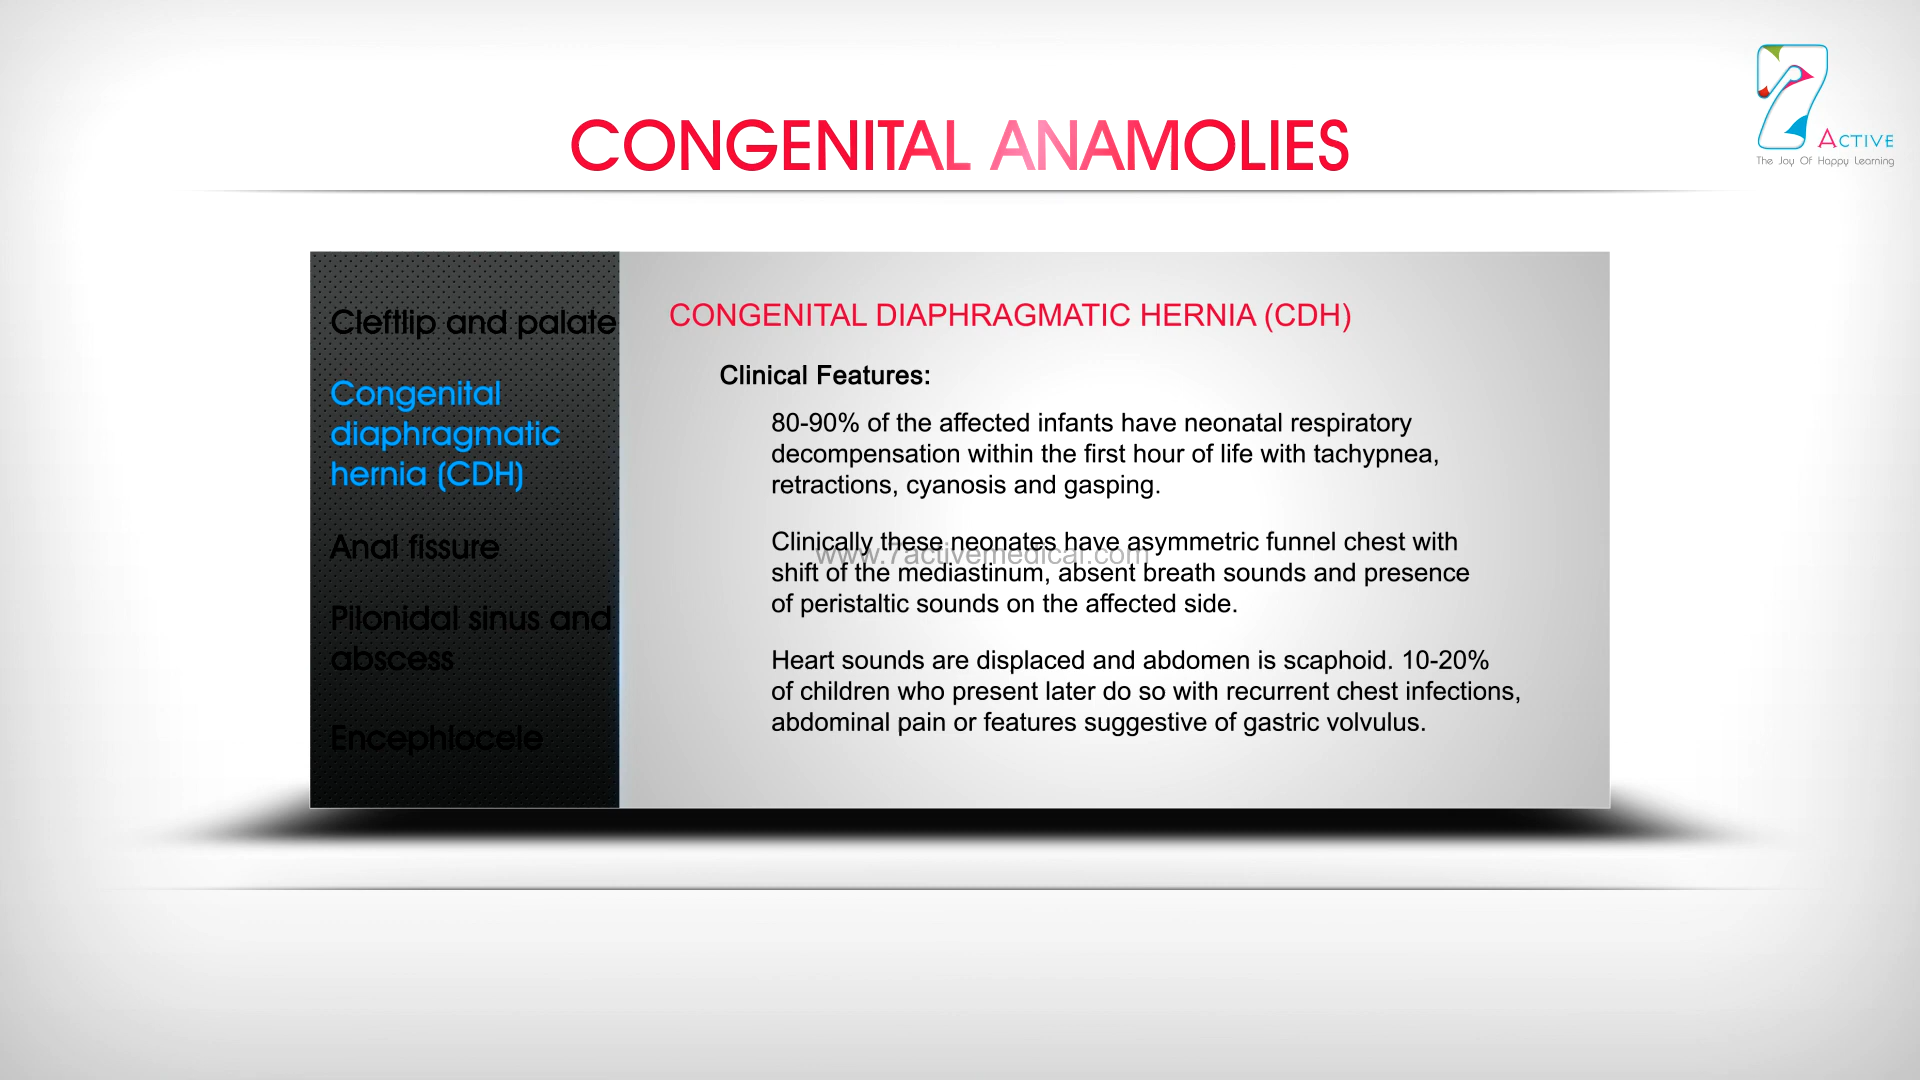 CONGENITAL ANAMOLIES
7 ACTIVE
The Joy Of Happy Learning
Cleftlip and palate
Congenital
diaphragmatic
hernia (CDH)
Anal fissure
Pilonidal sinus and
abscess
Encephlocele
CONGENITAL DIAPHRAGMATIC HERNIA (CDH)
Clinical Features:
80-90% of the affected infants have neonatal respiratory
decompensation within the first hour of life with tachypnea,
retractions, cyanosis and gasping.
Clinically these neonates have asymmetric funnel chest with
www.7activemedical.com
shift of the mediastinum, absent breath sounds and presence
of peristaltic sounds on the affected side.
Heart sounds are displaced and abdomen is scaphoid. 10-20%
of children who present later do so with recurrent chest infections,
abdominal pain or features suggestive of gastric volvulus.